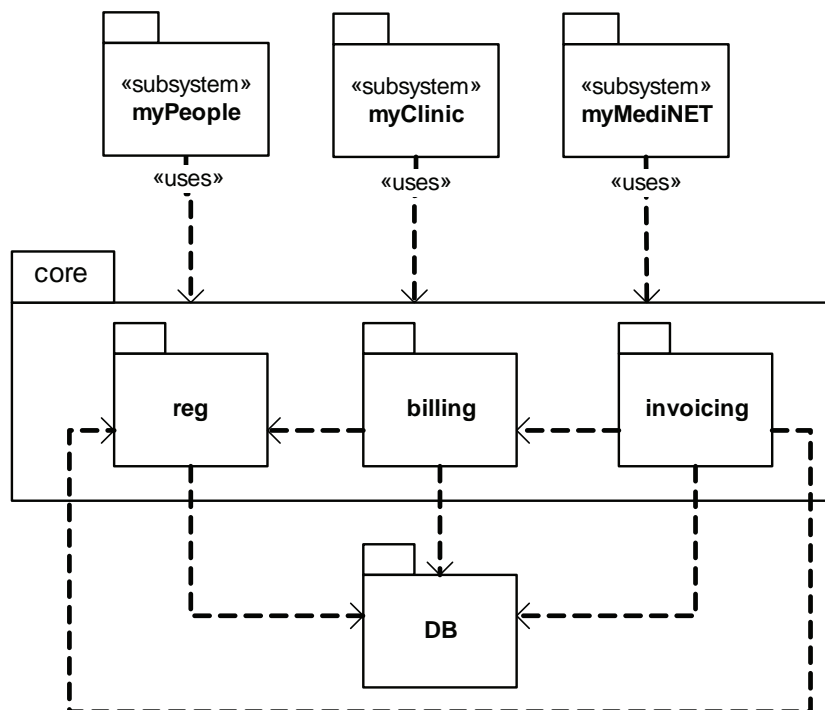 «subsystem»
myPeople
«subsystem»
myClinic
«subsystem»
myMediNET
«uses»
«uses»
«uses»
core
reg
billing
invoicing
DB